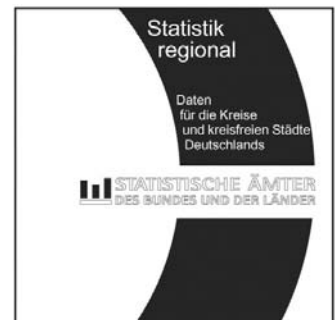 Statistik
regional
Daten
für die Kreise
und kreisfreien Städte
Deutschlands
STATISTISCHE ÄMTER
DES BUNDES UND DER LÄNDER